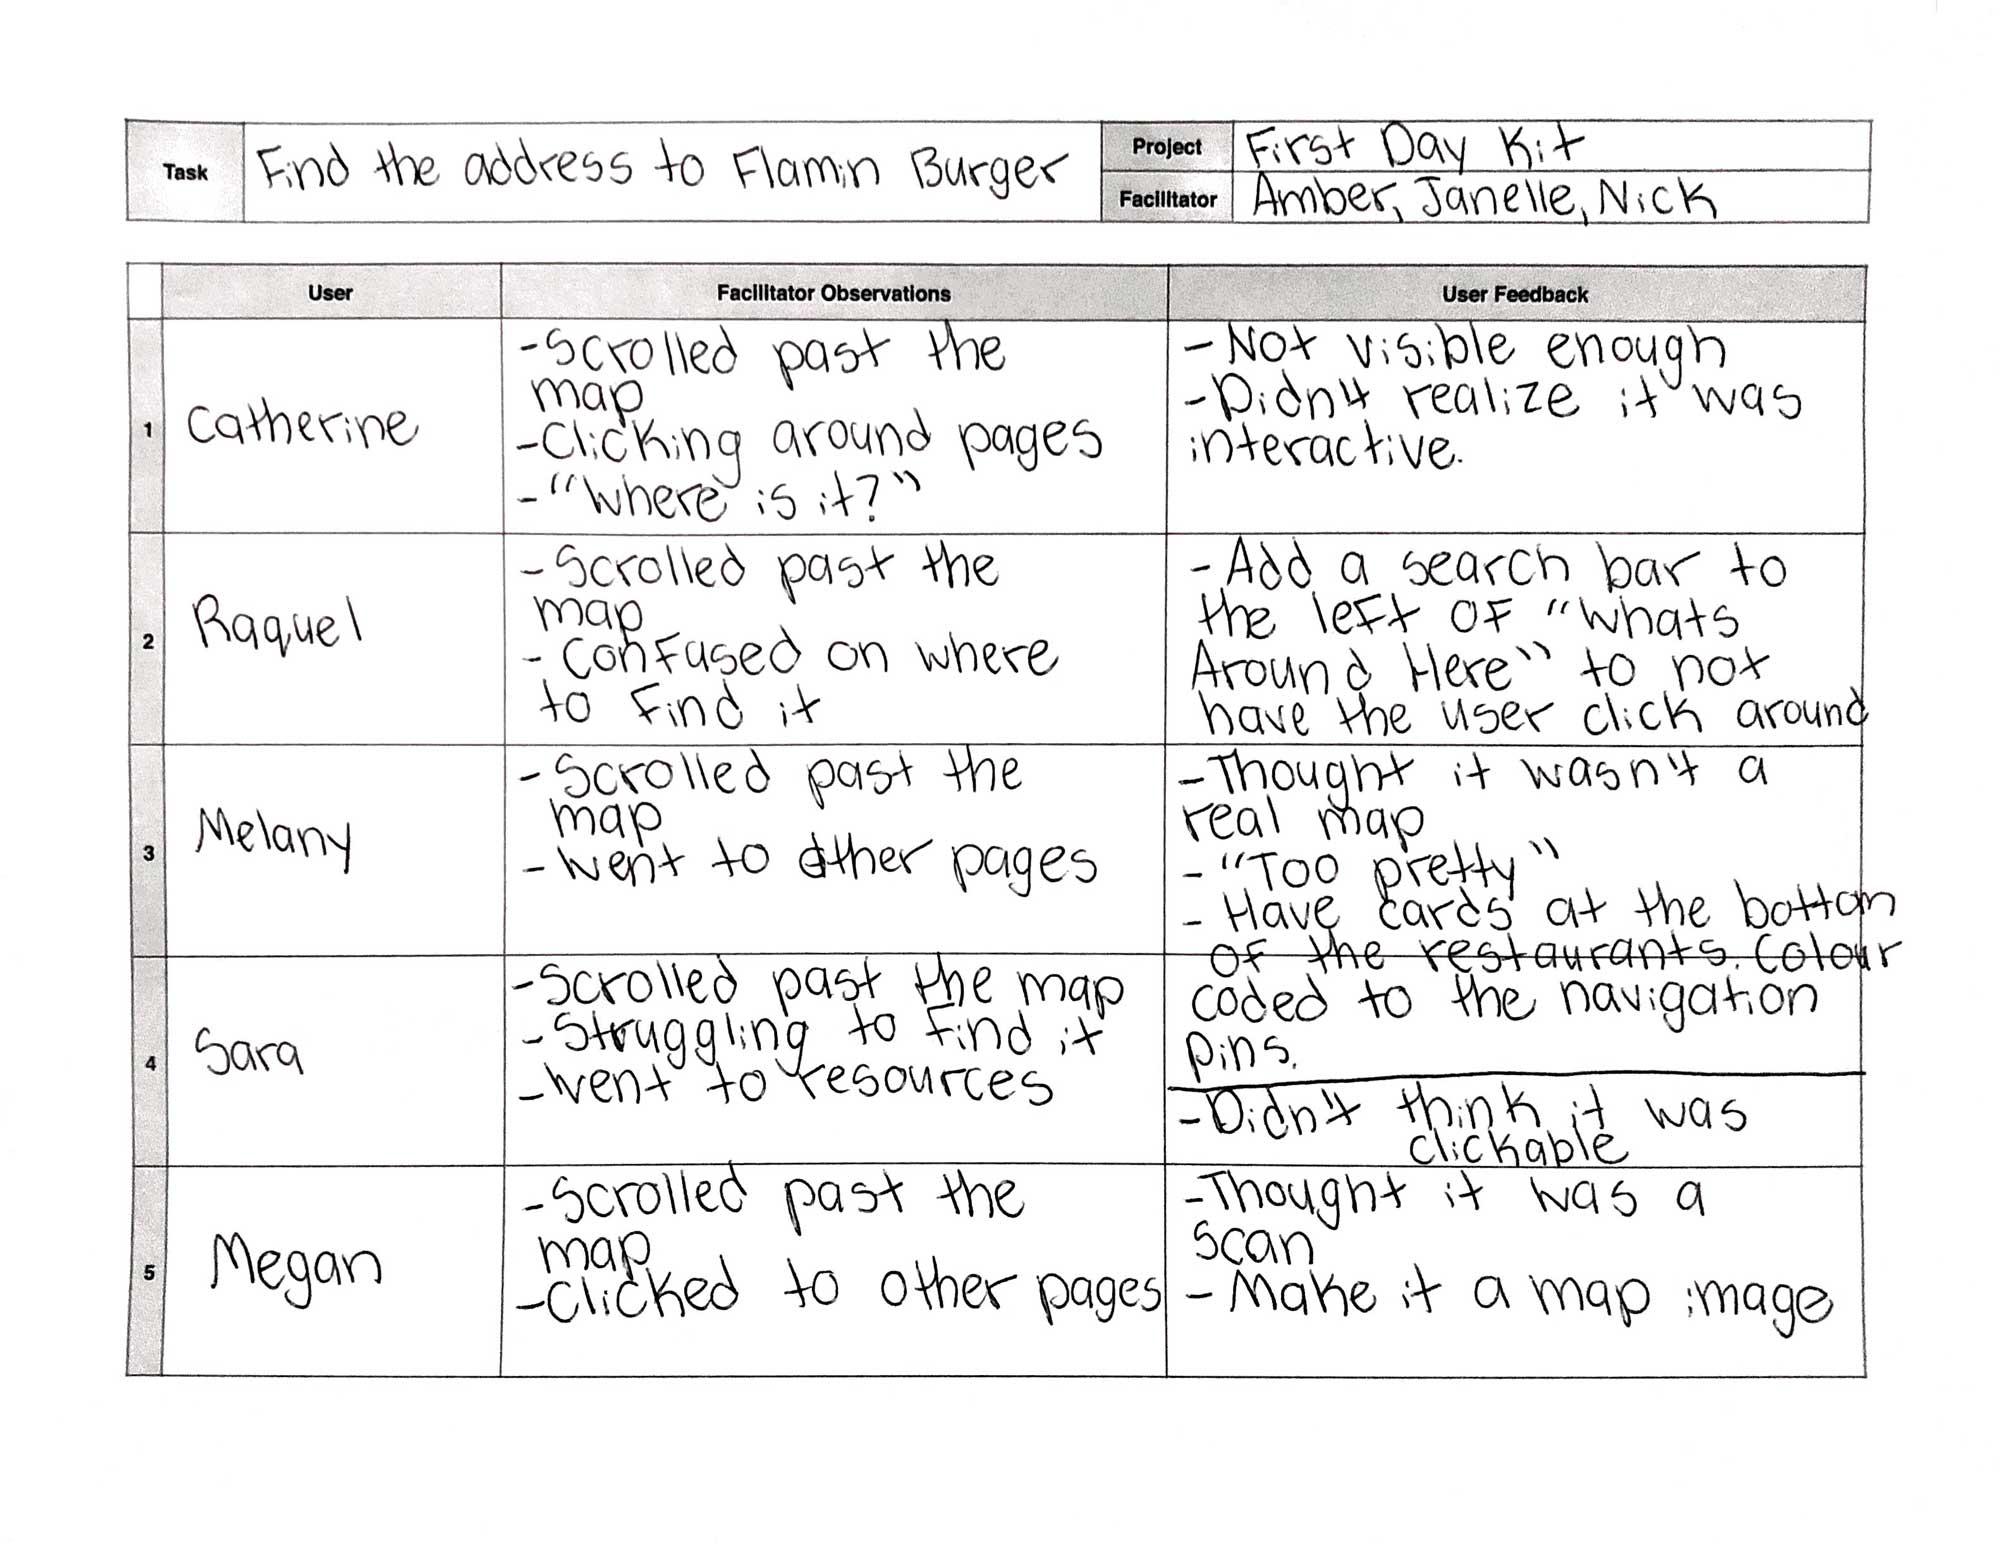 Task
Find the address to Flamin Burger
Project
First Day Kit
Facilitator
Amber, Janelle, Nick
User
Facilitator Observations
User Feedback
1
Catherine
-Scrolled past the
map
-Clicking around pages
-"Where is it?"
- Not visible enough
-Didn't realize it was
interactive.
2
Raquel
-Scrolled past the
map
- Confused on where
to find it
- Add a search bar to
the left of "Whats
Around Here" to not
have the user click around
3
Melany
-Scrolled past the
map
- Went to other pages
-Thought it wasn't a
real map
- "Too pretty"
- Have cards at the bottom
of the restaurants. Colour
coded to the navigation
pins.
4
Sara
-Scrolled past the map
- Struggling to find it
-Went to resources
-Didn't think it was
clickable
5
Megan
-Scrolled past the
map
-Clicked to other pages
-Thought it was a
scan
- Make it a map image